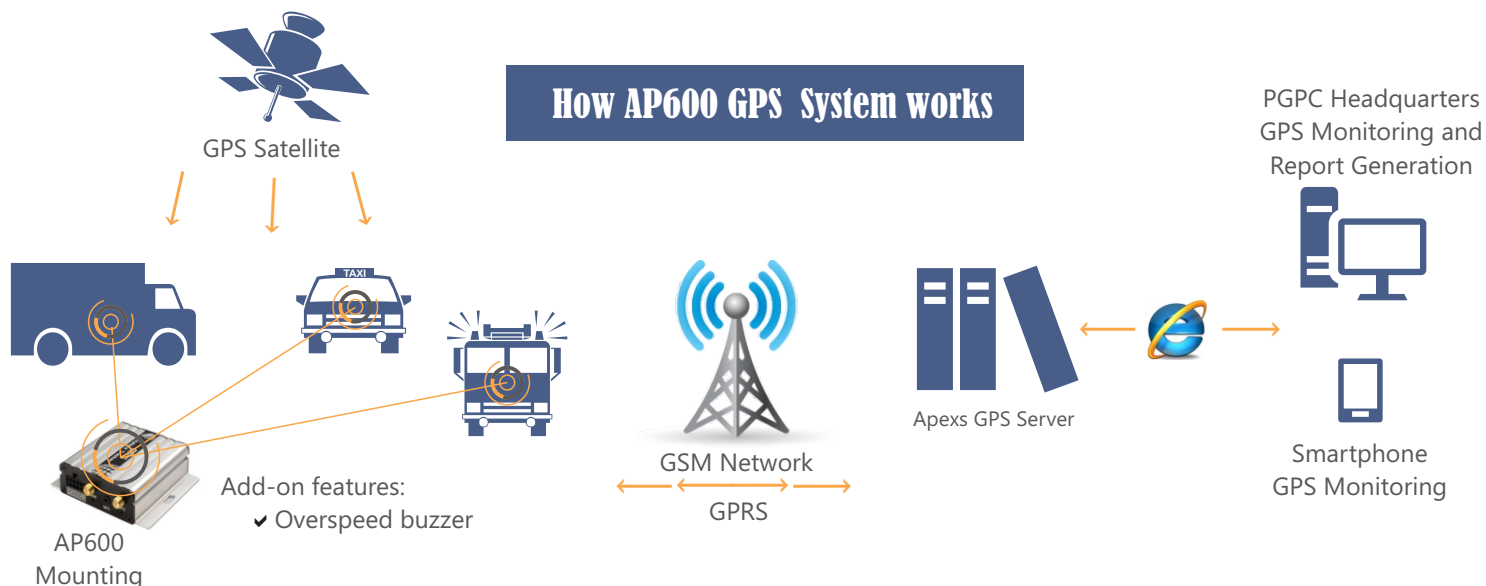 How AP600 GPS System works
GPS Satellite
PGPC Headquarters
GPS Monitoring and
Report Generation
TAXI
Apexs GPS Server
GSM Network
GPRS
Smartphone
GPS Monitoring
Add-on features:
✔ Overspeed buzzer
AP600
Mounting